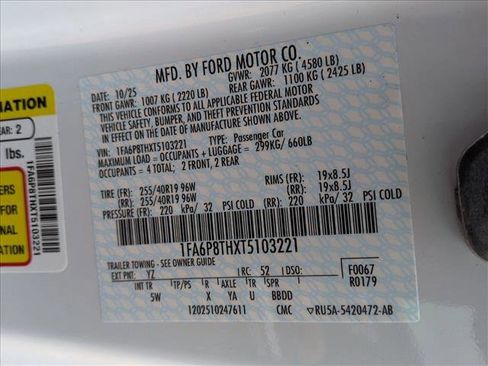 MFD. BY FORD MOTOR CO.
DATE: 10/25 GVWR: 2077 KG ( 4580 LB)
FRONT GAWR: 1007 KG ( 2220 LB) REAR GAWR: 1100 KG ( 2425 LB)
THIS VEHICLE CONFORMS TO ALL APPLICABLE FEDERAL MOTOR
VEHICLE SAFETY, BUMPER, AND THEFT PREVENTION STANDARDS
IN EFFECT ON THE DATE OF MANUFACTURE SHOWN ABOVE.
VIN: 1FA6P8THXT5103221 TYPE: Passenger Car
MAXIMUM LOAD = OCCUPANTS + LUGGAGE = 299KG/ 660LB
OCCUPANTS = 4 TOTAL; 2 FRONT, 2 REAR
TIRE (FR): 255/40R19 96W RIMS (FR): 19x8.5J
(RR): 255/40R19 96W (RR): 19x8.5J
PRESSURE (FR): 220 kPa/ 32 PSI COLD (RR): 220 kPa/ 32 PSI COLD
1FA6P8THXT5103221
TRAILER TOWING - SEE OWNER GUIDE
EXT PNT: YZ RC: 52 DSO: F0067
R0179
INT TR TP/PS R AXLE TR SPR
5W X U BBDD
1202510247611 CMC RU5A-5420472-AB
MATION
EAR: 2
lbs.
ERS
R
NAL
1FA6P8THXT5103221